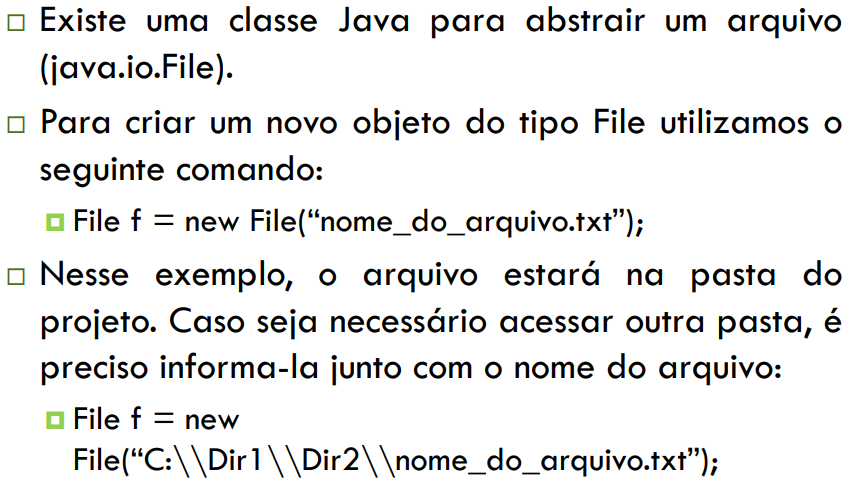 Existe uma classe Java para abstrair um arquivo
(java.io.File).
Para criar um novo objeto do tipo File utilizamos o
seguinte comando:
File f = new File(“nome_do_arquivo.txt”);
Nesse exemplo, o arquivo estará na pasta do
projeto. Caso seja necessário acessar outra pasta, é
preciso informa-la junto com o nome do arquivo:
File f = new
File(“C:\\Dir1\\Dir2\\nome_do_arquivo.txt”);